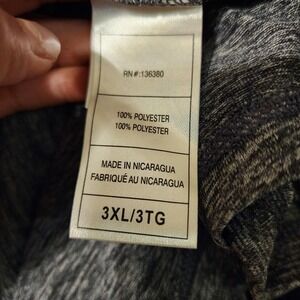 RN#:136380
100% POLYESTER
100% POLYESTER
MADE IN NICARAGUA
FABRIQUÉ AU NICARAGUA
3XL/3TG